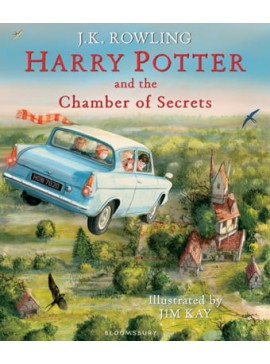 J.K. ROWLING
HARRY POTTER
and the
Chamber of Secrets
Illustrated by
JIM KAY
BLOOMSBURY